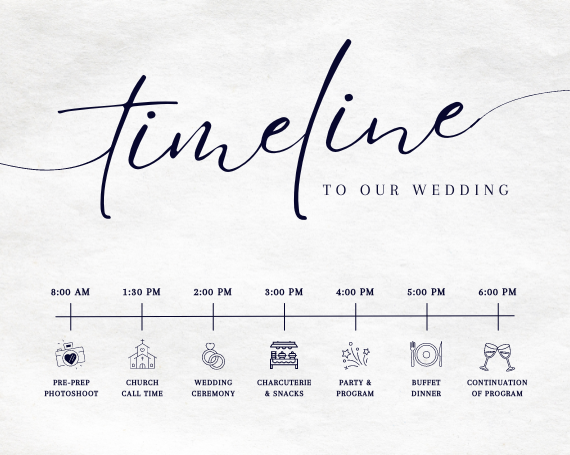 timeline
TO OUR WEDDING
8:00 AM 1:30 PM 2:00 PM 3:00 PM 4:00 PM 5:00 PM 6:00 PM
PRE-PREP CHURCH WEDDING CHARCUTERIE PARTY & BUFFET CONTINUATION
PHOTOSHOOT CALL TIME CEREMONY & SNACKS PROGRAM DINNER OF PROGRAM